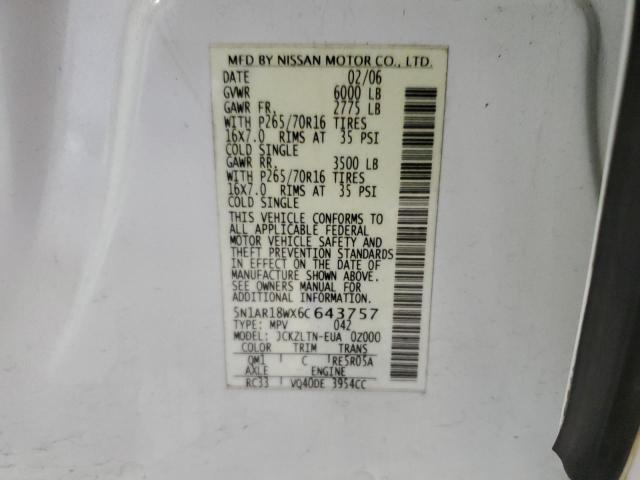 MFD BY NISSAN MOTOR CO., LTD.
DATE 02/06
GVWR 6000 LB
GAWR FR. 2775 LB
WITH P265/70R16 TIRES
16X7.0 RIMS AT 35 PSI
COLD SINGLE
GAWR RR. 3500 LB
WITH P265/70R16 TIRES
16X7.0 RIMS AT 35 PSI
COLD SINGLE
THIS VEHICLE CONFORMS TO
ALL APPLICABLE FEDERAL
MOTOR VEHICLE SAFETY AND
THEFT PREVENTION STANDARDS
IN EFFECT ON THE DATE OF
MANUFACTURE SHOWN ABOVE.
SEE OWNERS MANUAL FOR
ADDITIONAL INFORMATION.
5N1AR18WX6C643757
TYPE: MPV 042
MODEL: JCKZLTN-EUA 0Z000
COLOR TRIM TRANS
QM1 C RE5R05A
AXLE ENGINE
RC33 VQ40DE 3954CC